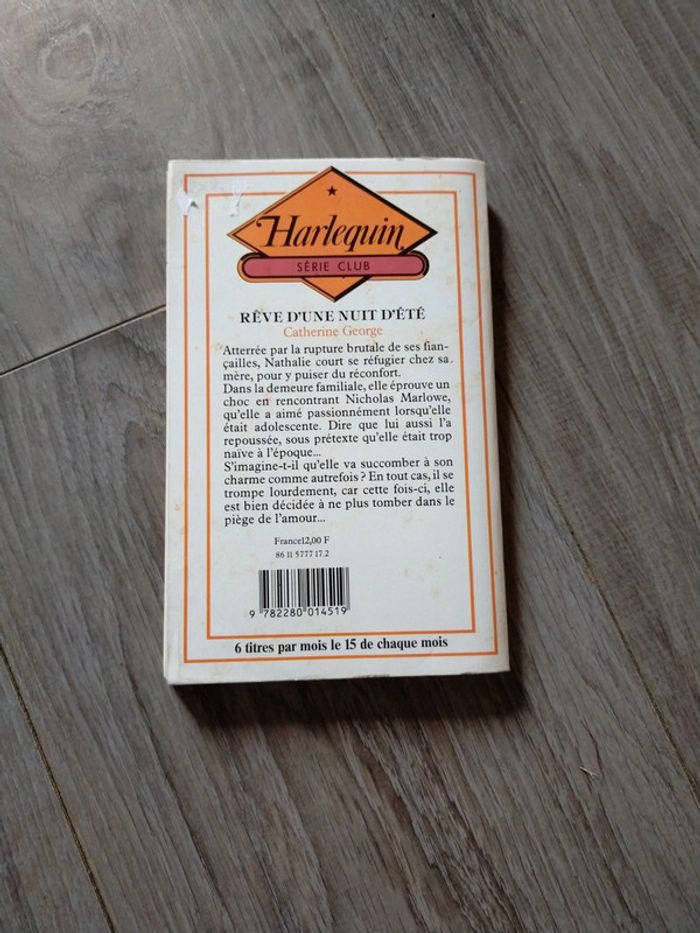 Harlequin
SÉRIE CLUB
RÊVE D'UNE NUIT D'ÉTÉ
Catherine George
Atterrée par la rupture brutale de ses fian-
çailles, Nathalie court se réfugier chez sa
mère, pour y puiser du réconfort.
Dans la demeure familiale, elle éprouve un
choc en rencontrant Nicholas Marlowe,
qu'elle a aimé passionnément lorsqu'elle
était adolescente. Dire que lui aussi l'a
repoussée, sous prétexte qu'elle était trop
naïve à l'époque...
S'imagine-t-il qu'elle va succomber à son
charme comme autrefois ? En tout cas, il se
trompe lourdement, car cette fois-ci, elle
est bien décidée à ne plus tomber dans le
piège de l'amour...
France12,00 F
86 11 5777 17.2
9 782280 014519
6 titres par mois le 15 de chaque mois